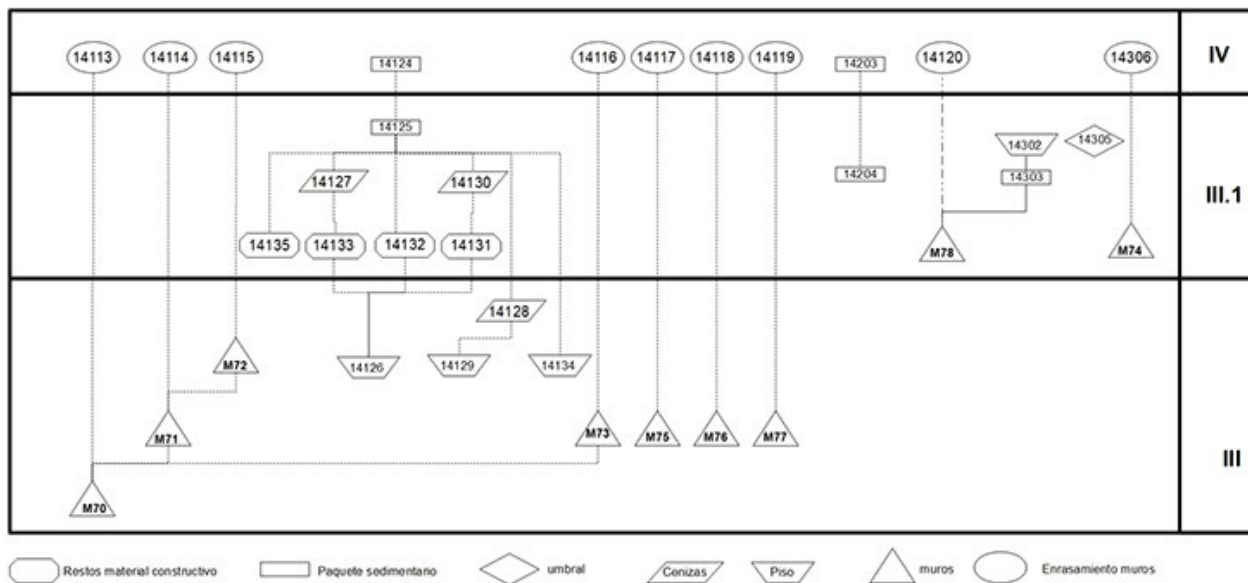 14113 14114 14115 14124 14116 14117 14118 14119 14203 14120 14306 IV
14125
14302 14305
14127 14130 14204 14303
III.1
14135 14133 14132 14131 M78 M74
14128
M72 14126 14129 14134
M71 M73 M75 M76 M77
III
M70
Restos material constructivo Paquete sedimentano umbral Cenizas Piso muros Enrasamiento muros